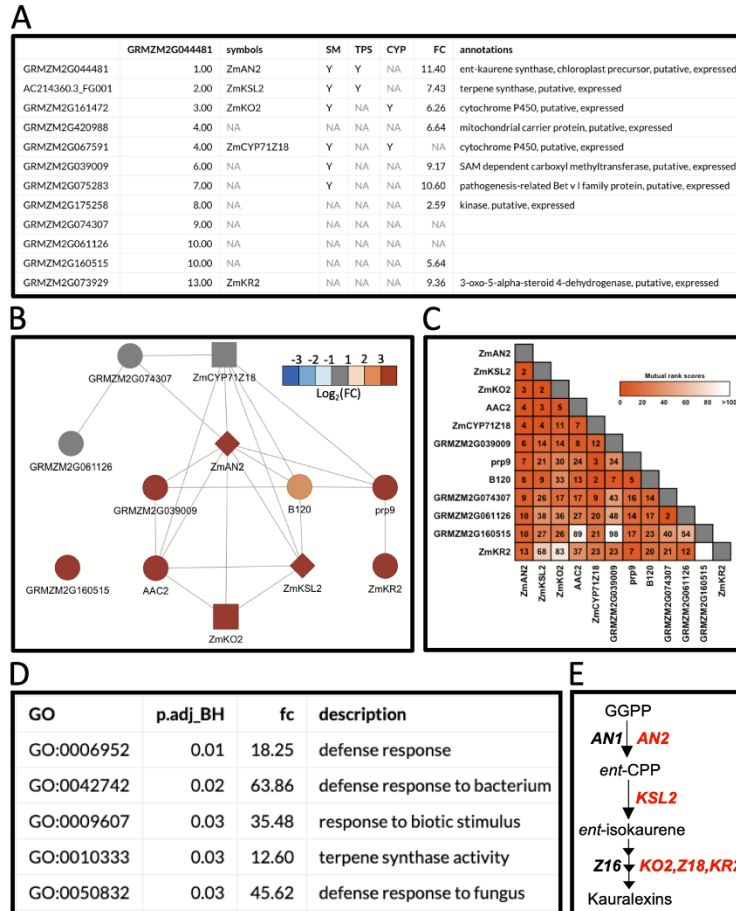 A
GRMZM2G044481 symbols SM TPS CYP FC annotations
GRMZM2G044481 1.00 ZmAN2 Y Y NA 11.40 ent-kaurene synthase, chloroplast precursor, putative, expressed
AC214360.3_FG001 2.00 ZmKSL2 Y Y NA 7.43 terpene synthase, putative, expressed
GRMZM2G161472 3.00 ZmKO2 Y NA Y 6.26 cytochrome P450, putative, expressed
GRMZM2G420988 4.00 NA NA NA NA 6.64 mitochondrial carrier protein, putative, expressed
GRMZM2G067591 4.00 ZmCYP71Z18 Y NA Y NA cytochrome P450, putative, expressed
GRMZM2G039009 6.00 NA Y NA NA 9.17 SAM dependent carboxyl methyltransferase, putative, expressed
GRMZM2G075283 7.00 NA Y NA NA 10.60 pathogenesis-related Bet v I family protein, putative, expressed
GRMZM2G175258 8.00 NA NA NA NA 2.59 kinase, putative, expressed
GRMZM2G074307 9.00 NA NA NA NA NA
GRMZM2G061126 10.00 NA NA NA NA NA
GRMZM2G160515 10.00 NA NA NA NA 5.64
GRMZM2G073929 13.00 ZmKR2 NA NA NA 9.36 3-oxo-5-alpha-steroid 4-dehydrogenase, putative, expressed
B
-3 -2 -1 1 2 3
Log2(FC)
GRMZM2G074307
ZmCYP71Z18
GRMZM2G061126
ZmAN2
GRMZM2G039009
B120
prp9
GRMZM2G160515
AAC2
ZmKSL2
ZmKR2
ZmKO2
C
Mutual rank scores
0 50 >100
ZmAN2
ZmKSL2 2
ZmKO2 3 2
AAC2 4 3 5
ZmCYP71Z18 4 4 11 7
GRMZM2G039009 6 14 14 8 12
prp9 7 21 30 24 3 34
B120 8 9 33 13 2 7 5
GRMZM2G074307 9 26 17 17 9 43 16 14
GRMZM2G061126 10 38 36 27 20 48 14 17 2
GRMZM2G160515 10 27 26 89 21 98 17 23 40 54
ZmKR2 13 68 83 37 23 23 7 20 21 12
ZmAN2
ZmKSL2
ZmKO2
AAC2
ZmCYP71Z18
GRMZM2G039009
prp9
B120
GRMZM2G074307
GRMZM2G061126
GRMZM2G160515
ZmKR2
D
GO p.adj_BH fc description
GO:0006952 0.01 18.25 defense response
GO:0042742 0.02 63.86 defense response to bacterium
GO:0009607 0.03 35.48 response to biotic stimulus
GO:0010333 0.03 12.60 terpene synthase activity
GO:0050832 0.03 45.62 defense response to fungus
E
GGPP
AN1 AN2
ent-CPP
KSL2
ent-isokaurene
Z16 KO2,Z18,KR2
Kauralexins